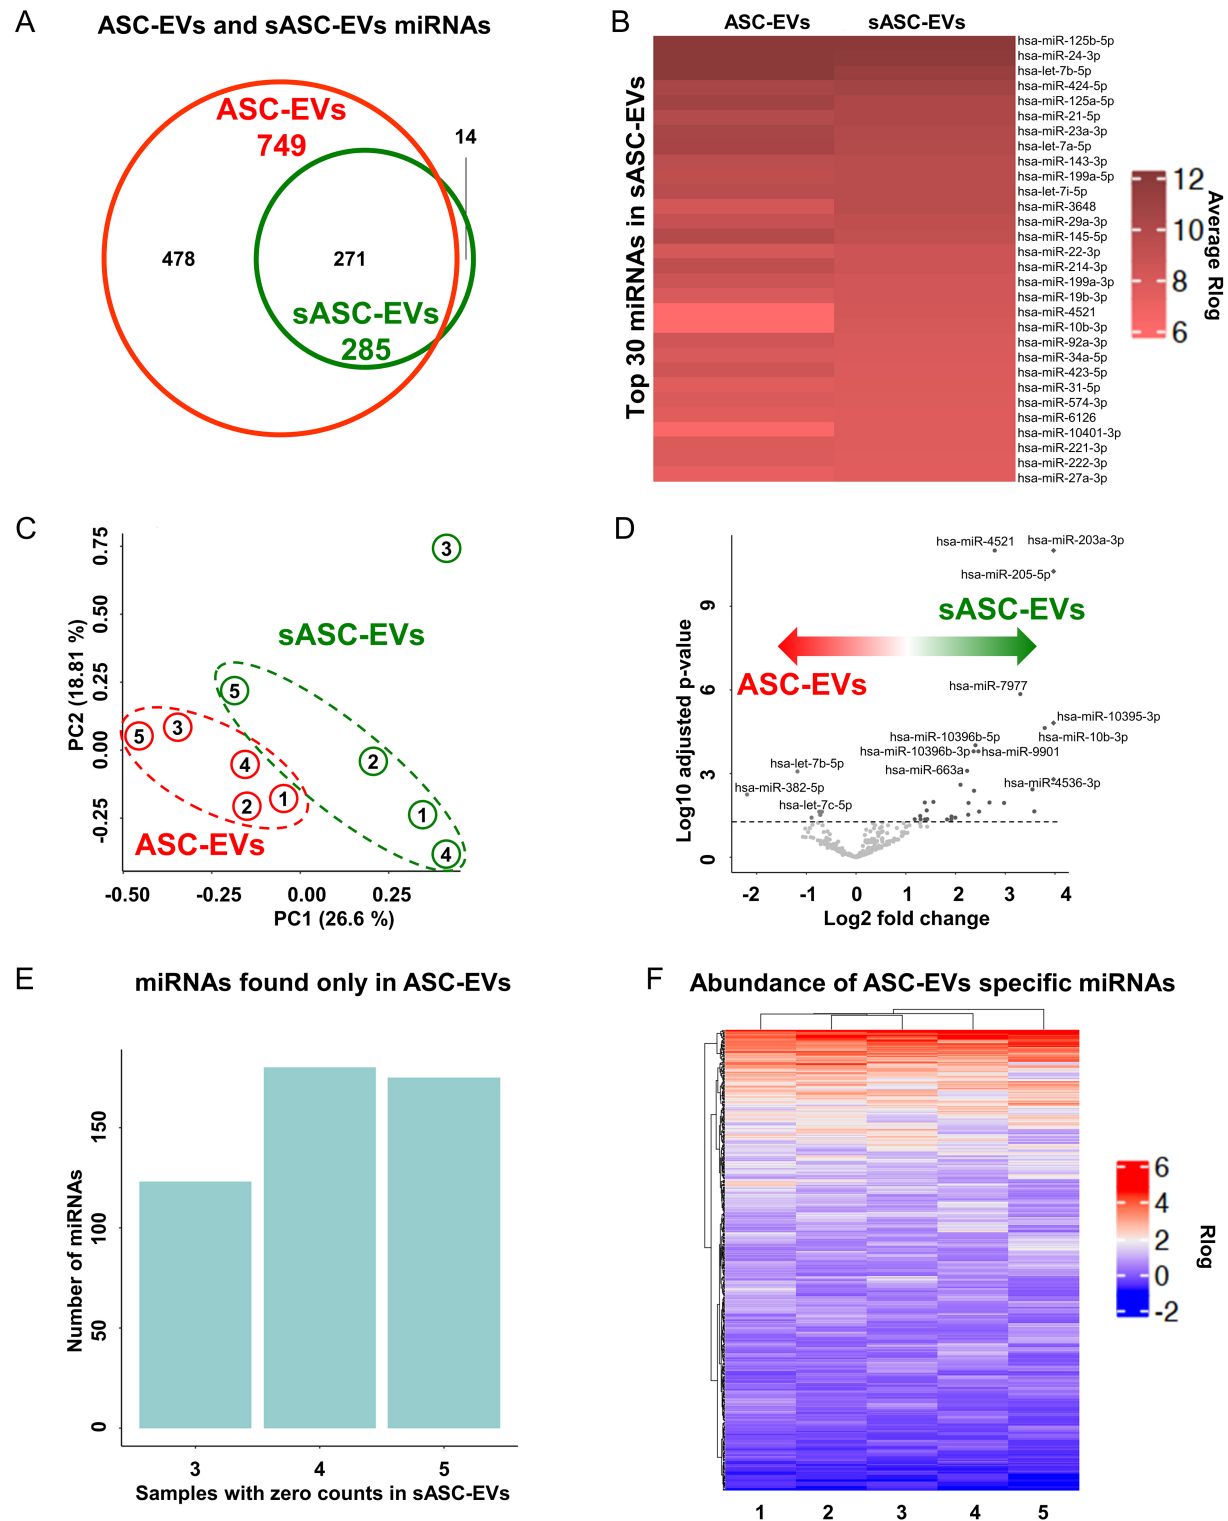 A
ASC-EVs and sASC-EVs miRNAs
ASC-EVs
749
14
478
271
sASC-EVs
285
B
ASC-EVs
sASC-EVs
Top 30 miRNAs in sASC-EVs
hsa-miR-125b-5p
hsa-miR-24-3p
hsa-let-7b-5p
hsa-miR-424-5p
hsa-miR-125a-5p
hsa-miR-21-5p
hsa-miR-23a-3p
hsa-let-7a-5p
hsa-miR-143-3p
hsa-miR-199a-5p
hsa-let-7i-5p
hsa-miR-3648
hsa-miR-29a-3p
hsa-miR-145-5p
hsa-miR-22-3p
hsa-miR-214-3p
hsa-miR-199a-3p
hsa-miR-19b-3p
hsa-miR-4521
hsa-miR-10b-3p
hsa-miR-92a-3p
hsa-miR-34a-5p
hsa-miR-423-5p
hsa-miR-31-5p
hsa-miR-574-3p
hsa-miR-6126
hsa-miR-10401-3p
hsa-miR-221-3p
hsa-miR-222-3p
hsa-miR-27a-3p
12
10
8
6
Average Rlog
C
PC2 (18.81 %)
0.75
0.50
0.25
0.00
-0.25
3
sASC-EVs
5
2
1
4
5
3
4
2
1
ASC-EVs
-0.50
-0.25
0.00
0.25
PC1 (26.6 %)
D
Log10 adjusted p-value
9
6
3
0
hsa-miR-4521
hsa-miR-203a-3p
hsa-miR-205-5p
sASC-EVs
ASC-EVs
hsa-miR-7977
hsa-miR-10395-3p
hsa-miR-10b-3p
hsa-miR-10396b-5p
hsa-miR-10396b-3p
hsa-miR-9901
hsa-let-7b-5p
hsa-miR-663a
hsa-miR-382-5p
hsa-miR-4536-3p
hsa-let-7c-5p
-2
-1
0
1
2
3
4
Log2 fold change
E
miRNAs found only in ASC-EVs
Number of miRNAs
150
100
50
0
3
4
5
Samples with zero counts in sASC-EVs
F
Abundance of ASC-EVs specific miRNAs
6
4
2
0
-2
Rlog
1
2
3
4
5